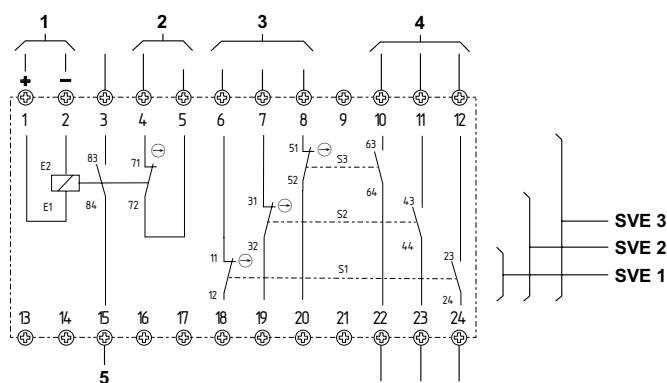 1 2 3 4
+ −
1 2 3 4 5 6 7 8 9 10 11 12
51 63
83 71 S3
E2 52 64
31 43
E1 84 72 S2
32 44 SVE 3
SVE 2
11 23 SVE 1
S1
12 24
13 14 15 16 17 18 19 20 21 22 23 24
5